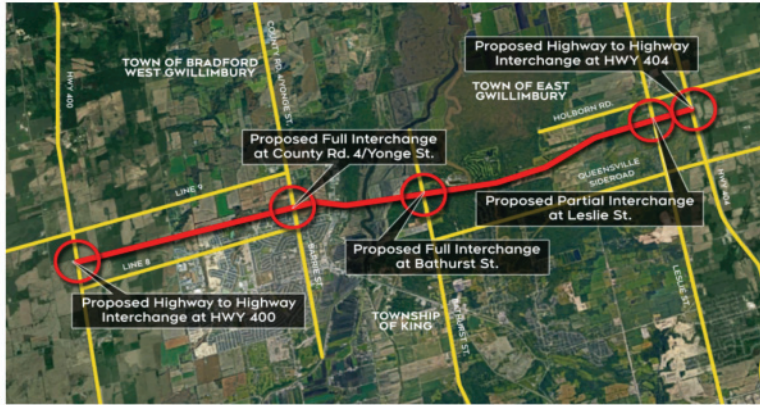 HWY 400
TOWN OF BRADFORD
WEST GWILLIMBURY
COUNTY RD. 4/YONGE ST.
Proposed Highway to Highway
Interchange at HWY 404
TOWN OF EAST
GWILLIMBURY
HOLBORN RD.
Proposed Full Interchange
at County Rd. 4/Yonge St.
LINE 9
QUEENSVILLE
SIDEROAD
HWY 404
Proposed Partial Interchange
at Leslie St.
Proposed Full Interchange
at Bathurst St.
LINE 8
BARRIE ST.
Proposed Highway to Highway
Interchange at HWY 400
TOWNSHIP
OF KING
BATHURST ST.
LESLIE ST.